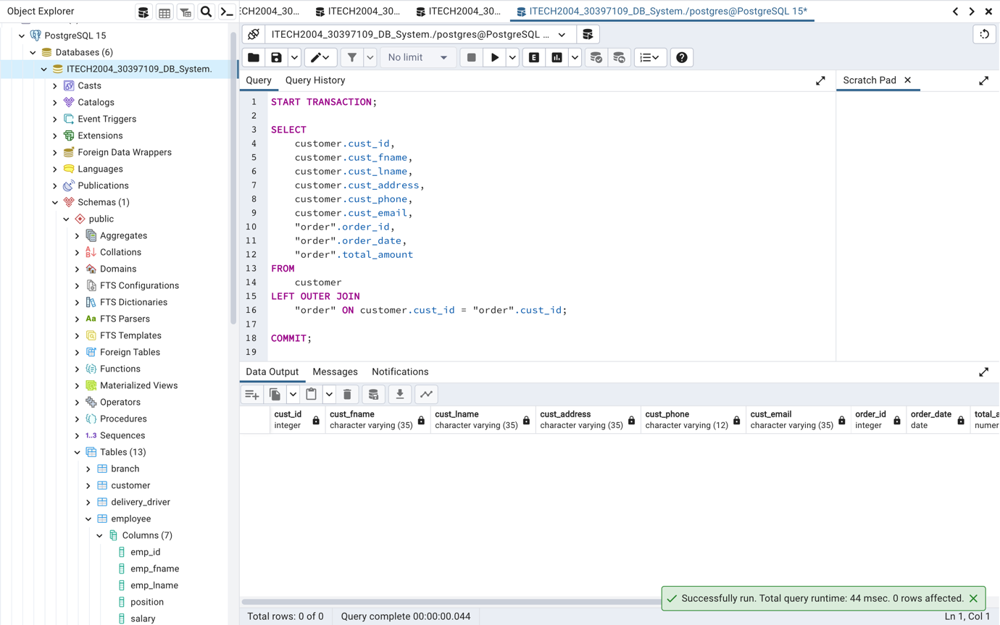 Object Explorer
PostgreSQL 15
Databases (6)
ITECH2004_30397109_DB_System.
Casts
Catalogs
Event Triggers
Extensions
Foreign Data Wrappers
Languages
Publications
Schemas (1)
public
Aggregates
Collations
Domains
FTS Configurations
FTS Dictionaries
Aa FTS Parsers
FTS Templates
Foreign Tables
Functions
Materialized Views
Operators
Procedures
1..3 Sequences
Tables (13)
branch
customer
delivery_driver
employee
Columns (7)
emp_id
emp_fname
emp_lname
position
salary
ECH2004_30...
ITECH2004_30...
ITECH2004_30...
ITECH2004_30397109_DB_System./postgres@PostgreSQL 15*
ITECH2004_30397109_DB_System./postgres@PostgreSQL ...
No limit
E
Query
Query History
Scratch Pad
1 START TRANSACTION;
2
3 SELECT
4 customer.cust_id,
5 customer.cust_fname,
6 customer.cust_lname,
7 customer.cust_address,
8 customer.cust_phone,
9 customer.cust_email,
10 "order".order_id,
11 "order".order_date,
12 "order".total_amount
13 FROM
14 customer
15 LEFT OUTER JOIN
16 "order" ON customer.cust_id = "order".cust_id;
17
18 COMMIT;
19
Data Output
Messages
Notifications
cust_id
integer
cust_fname
character varying (35)
cust_lname
character varying (35)
cust_address
character varying (35)
cust_phone
character varying (12)
cust_email
character varying (35)
order_id
integer
order_date
date
total_a
numer
Successfully run. Total query runtime: 44 msec. 0 rows affected.
Total rows: 0 of 0
Query complete 00:00:00.044
Ln 1, Col 1